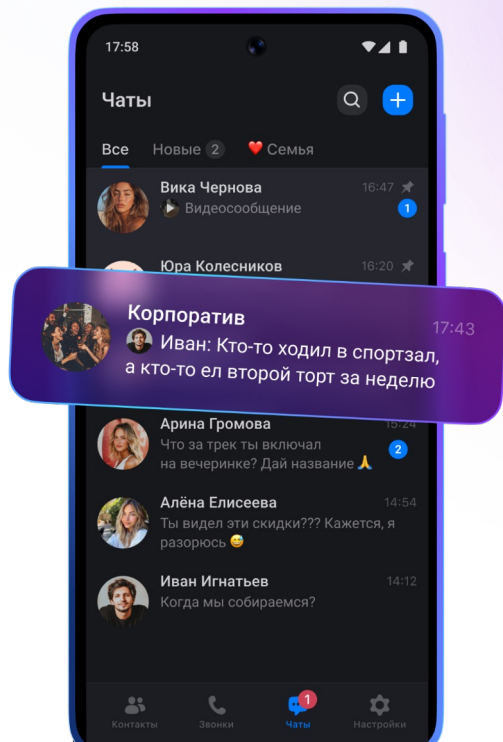 17:58
Чаты
Все Новые 2 ❤️ Семья
Вика Чернова 16:47
Видеосообщение 1
Юра Колесников 16:20
Корпоратив 17:43
Иван: Кто-то ходил в спортзал,
а кто-то ел второй торт за неделю
Арина Громова 15:24
Что за трек ты включал
на вечеринке? Дай название 🙏 2
Алёна Елисеева 14:54
Ты видел эти скидки??? Кажется, я
разорюсь 😅
Иван Игнатьев 14:12
Когда мы собираемся?
1
Контакты Звонки Чаты Настройки